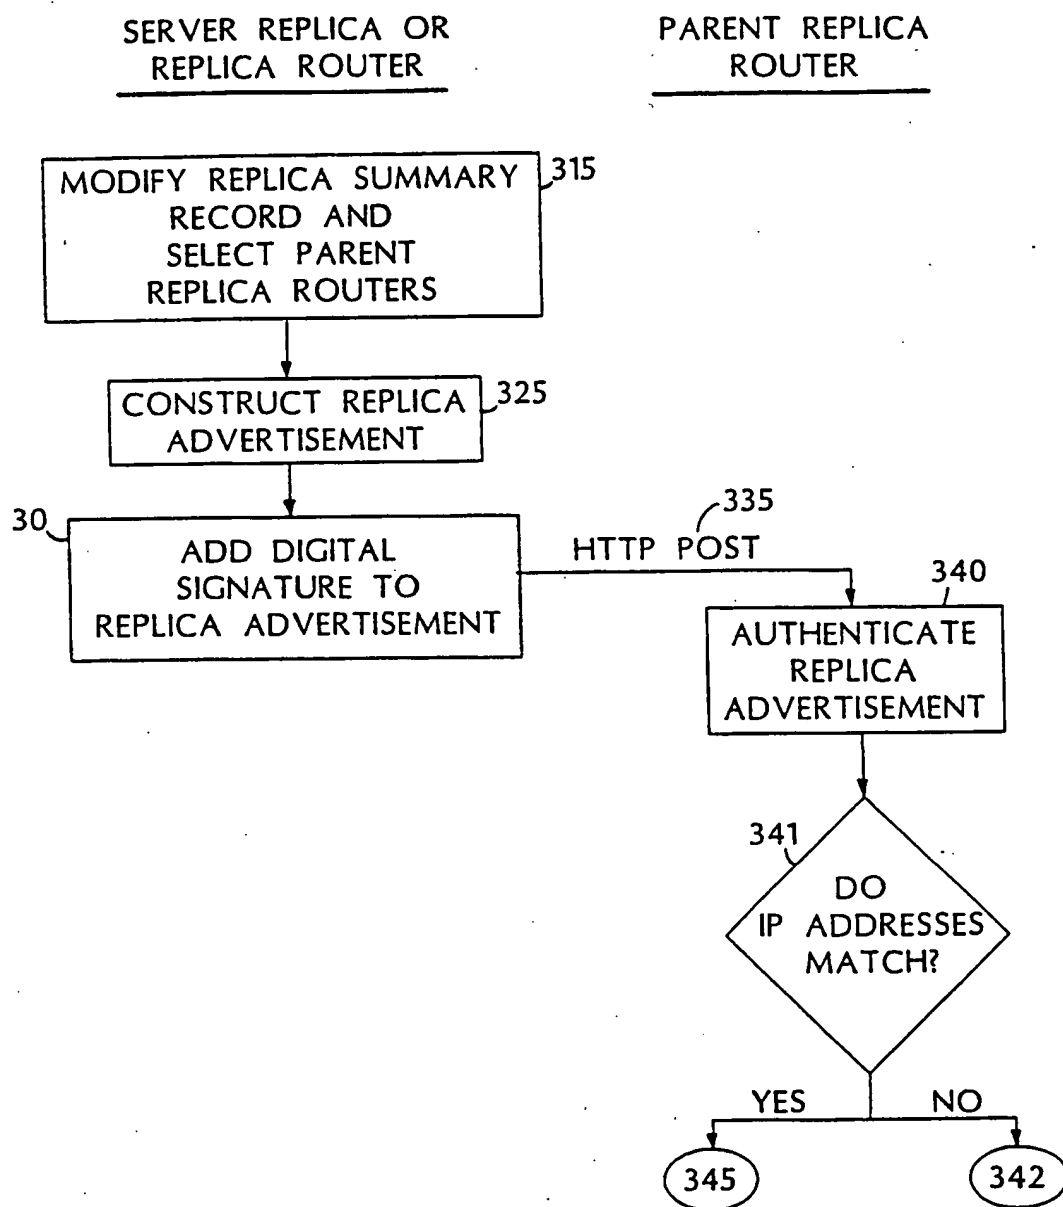 SERVER REPLICA OR
REPLICA ROUTER
PARENT REPLICA
ROUTER
MODIFY REPLICA SUMMARY
RECORD AND
SELECT PARENT
REPLICA ROUTERS
315
CONSTRUCT REPLICA
ADVERTISEMENT
325
30
ADD DIGITAL
SIGNATURE TO
REPLICA ADVERTISEMENT
335
HTTP POST
340
AUTHENTICATE
REPLICA
ADVERTISEMENT
341
DO
IP ADDRESSES
MATCH?
YES
NO
345
342